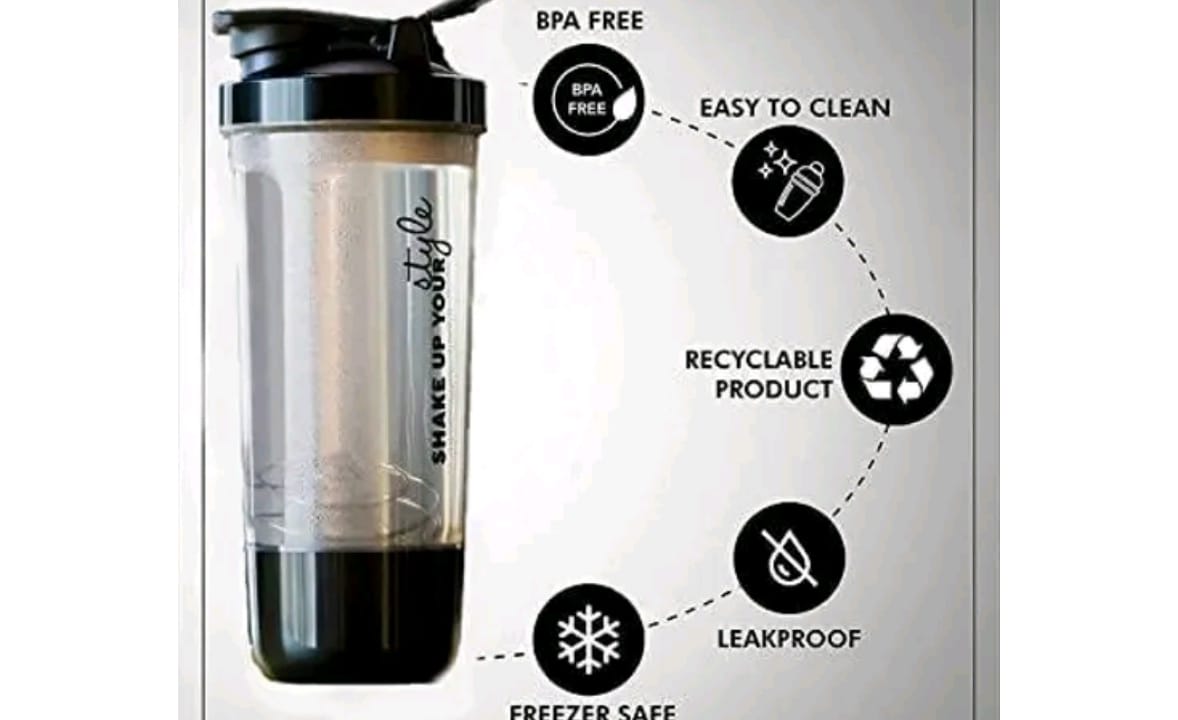 BPA FREE
BPA
FREE
EASY TO CLEAN
style
SHAKE UP YOUR
RECYCLABLE
PRODUCT
LEAKPROOF
FREEZER SAFE